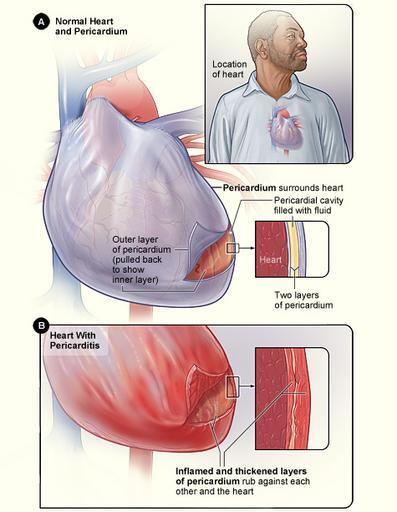 A
Normal Heart
and Pericardium
Location
of heart
Pericardium surrounds heart
Pericardial cavity
filled with fluid
Outer layer
of pericardium
(pulled back
to show
inner layer)
Heart
Two layers
of pericardium
B
Heart With
Pericarditis
Inflamed and thickened layers
of pericardium rub against each
other and the heart